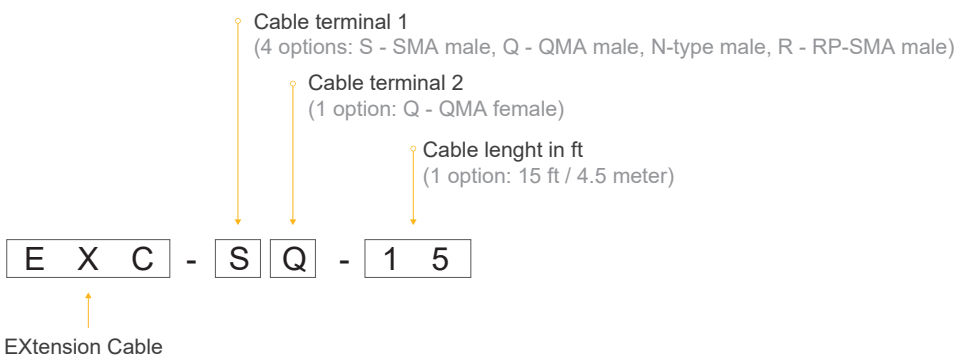 Cable terminal 1
(4 options: S - SMA male, Q - QMA male, N-type male, R - RP-SMA male)
Cable terminal 2
(1 option: Q - QMA female)
Cable lenght in ft
(1 option: 15 ft / 4.5 meter)
E X C - S Q - 1 5
EXtension Cable